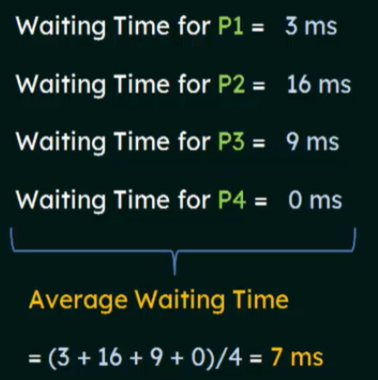 Waiting Time for P1 = 3 ms
Waiting Time for P2 = 16 ms
Waiting Time for P3 = 9 ms
Waiting Time for P4 = 0 ms
Average Waiting Time
= (3 + 16 + 9 + 0)/4 = 7 ms